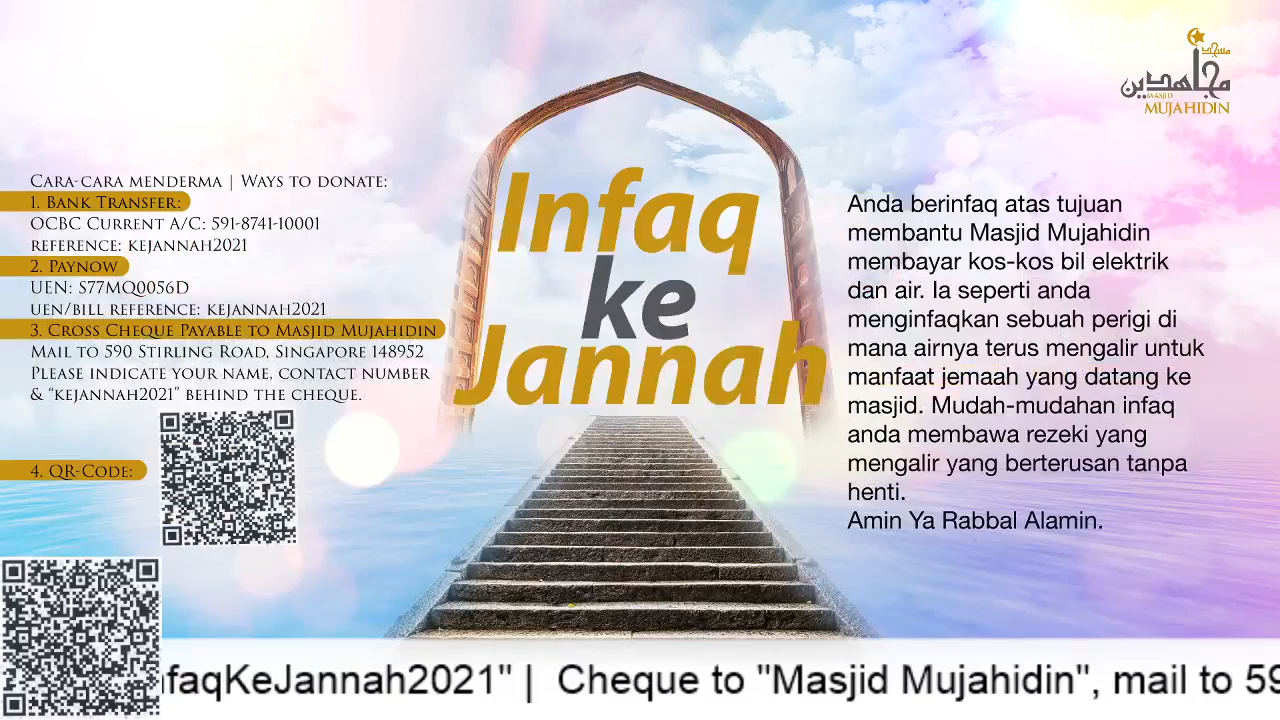 مسجد
مجاهدين
MASJID
MUJAHIDIN
Cara-cara menderma | Ways to donate:
1. Bank Transfer:
OCBC Current A/C: 591-8741-10001
reference: kejannah2021
2. Paynow
UEN: S77MQ0056D
uen/bill reference: kejannah2021
3. Cross Cheque Payable to Masjid Mujahidin
Mail to 590 Stirling Road, Singapore 148952
Please indicate your name, contact number
& “kejannah2021” behind the cheque.
4. QR-Code:
Infaq
ke
Jannah
Anda berinfaq atas tujuan
membantu Masjid Mujahidin
membayar kos-kos bil elektrik
dan air. Ia seperti anda
menginfaqkan sebuah perigi di
mana airnya terus mengalir untuk
manfaat jemaah yang datang ke
masjid. Mudah-mudahan infaq
anda membawa rezeki yang
mengalir yang berterusan tanpa
henti.
Amin Ya Rabbal Alamin.
nfaqKeJannah2021" | Cheque to "Masjid Mujahidin", mail to 59